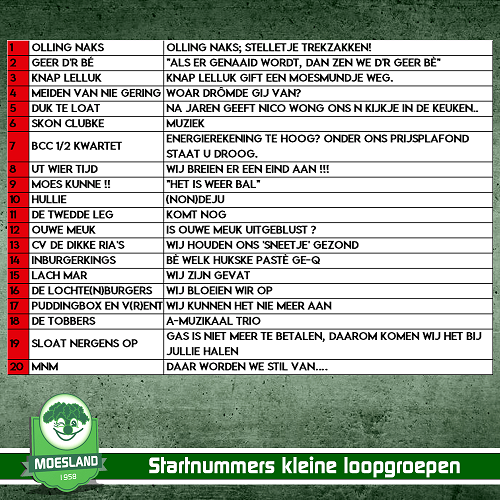 1 OLLING NAKS OLLING NAKS; STELLETJE TREKZAKKEN!
2 GEER D'R BÉ "ALS ER GENAAID WORDT, DAN ZEN WE D'R GEER BÈ"
3 KNAP LELLUK KNAP LELLUK GIFT EEN MOESMUNDJE WEG.
4 MEIDEN VAN NIE GERING WOAR DRÖMDE GIJ VAN?
5 DUK TE LOAT NA JAREN GEEFT NICO WONG ONS N KIJKJE IN DE KEUKEN..
6 SKON CLUBKE MUZIEK
7 BCC 1/2 KWARTET ENERGIEREKENING TE HOOG? ONDER ONS PRIJSPLAFOND
STAAT U DROOG.
8 UT WIER TIJD WIJ BREIEN ER EEN EIND AAN !!!
9 MOES KUNNE !! "HET IS WEER BAL"
10 HULLIE (NON)DEJU
11 DE TWEDDE LEG KOMT NOG
12 OUWE MEUK IS OUWE MEUK UITGEBLUST ?
13 CV DE DIKKE RIA'S WIJ HOUDEN ONS 'SNEETJE' GEZOND
14 INBURGERKINGS BÈ WELK HUKSKE PASTÈ GE-Q
15 LACH MAR WIJ ZIJN GEVAT
16 DE LOCHTE(N)BURGERS WIJ BLOEIEN WIR OP
17 PUDDINGBOX EN V(R)ENT WIJ KUNNEN HET NIE MEER AAN
18 DE TOBBERS A-MUZIKAAL TRIO
19 SLOAT NERGENS OP GAS IS NIET MEER TE BETALEN, DAAROM KOMEN WIJ HET BIJ
JULLIE HALEN
20 MNM DAAR WORDEN WE STIL VAN....
MOESLAND
1958
Startnummers kleine loopgroepen